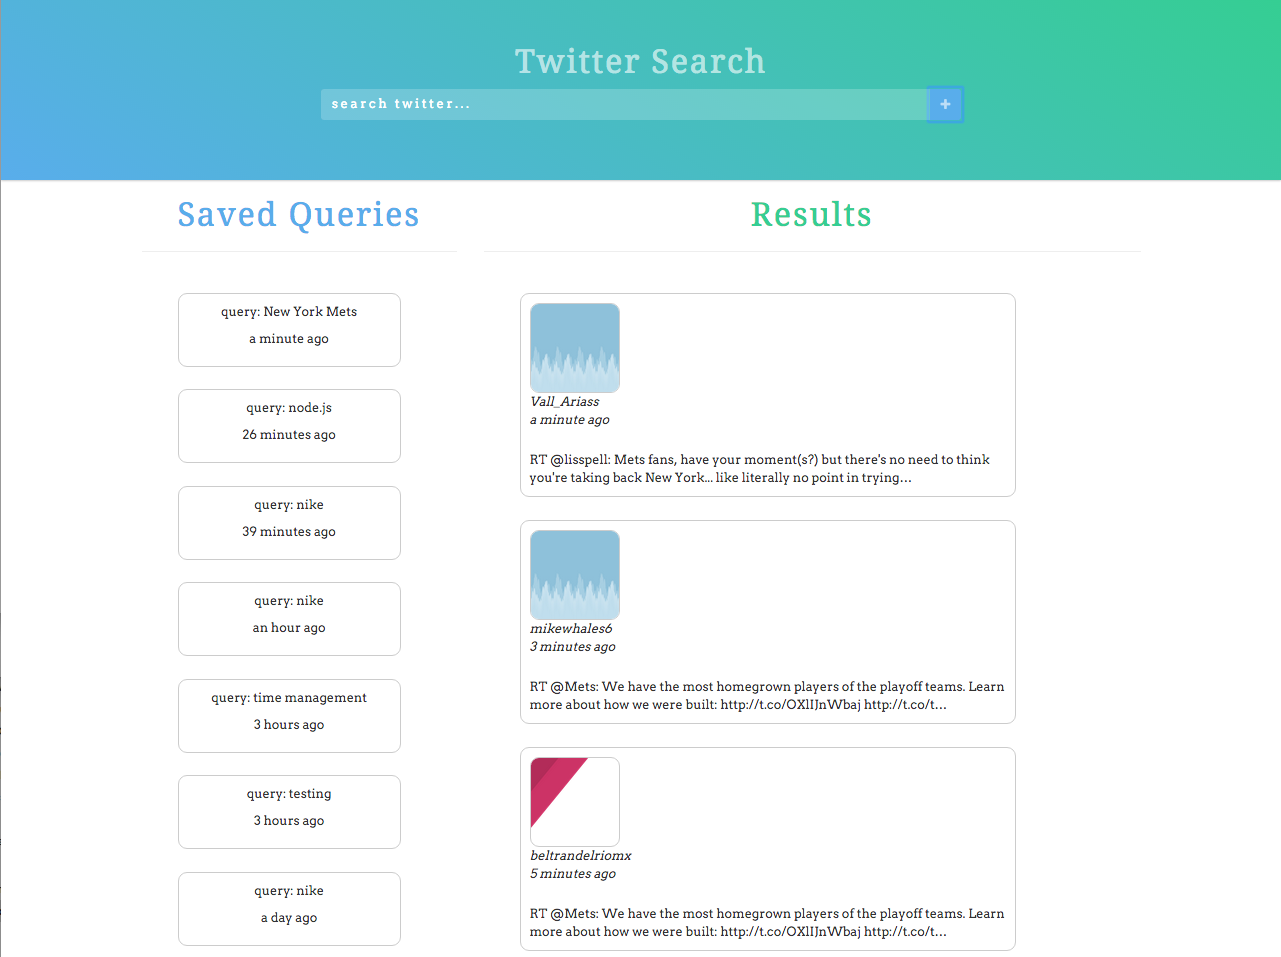 Twitter Search
search twitter...
+
Saved Queries
query: New York Mets
a minute ago
query: node.js
26 minutes ago
query: nike
39 minutes ago
query: nike
an hour ago
query: time management
3 hours ago
query: testing
3 hours ago
query: nike
a day ago
Results
Vall_Ariass
a minute ago
RT @lisspell: Mets fans, have your moment(s?) but there's no need to think
you're taking back New York... like literally no point in trying…
mikewhales6
3 minutes ago
RT @Mets: We have the most homegrown players of the playoff teams. Learn
more about how we were built: http://t.co/OXlIJnWbaj http://t.co/t…
beltrandelriomx
5 minutes ago
RT @Mets: We have the most homegrown players of the playoff teams. Learn
more about how we were built: http://t.co/OXlIJnWbaj http://t.co/t…